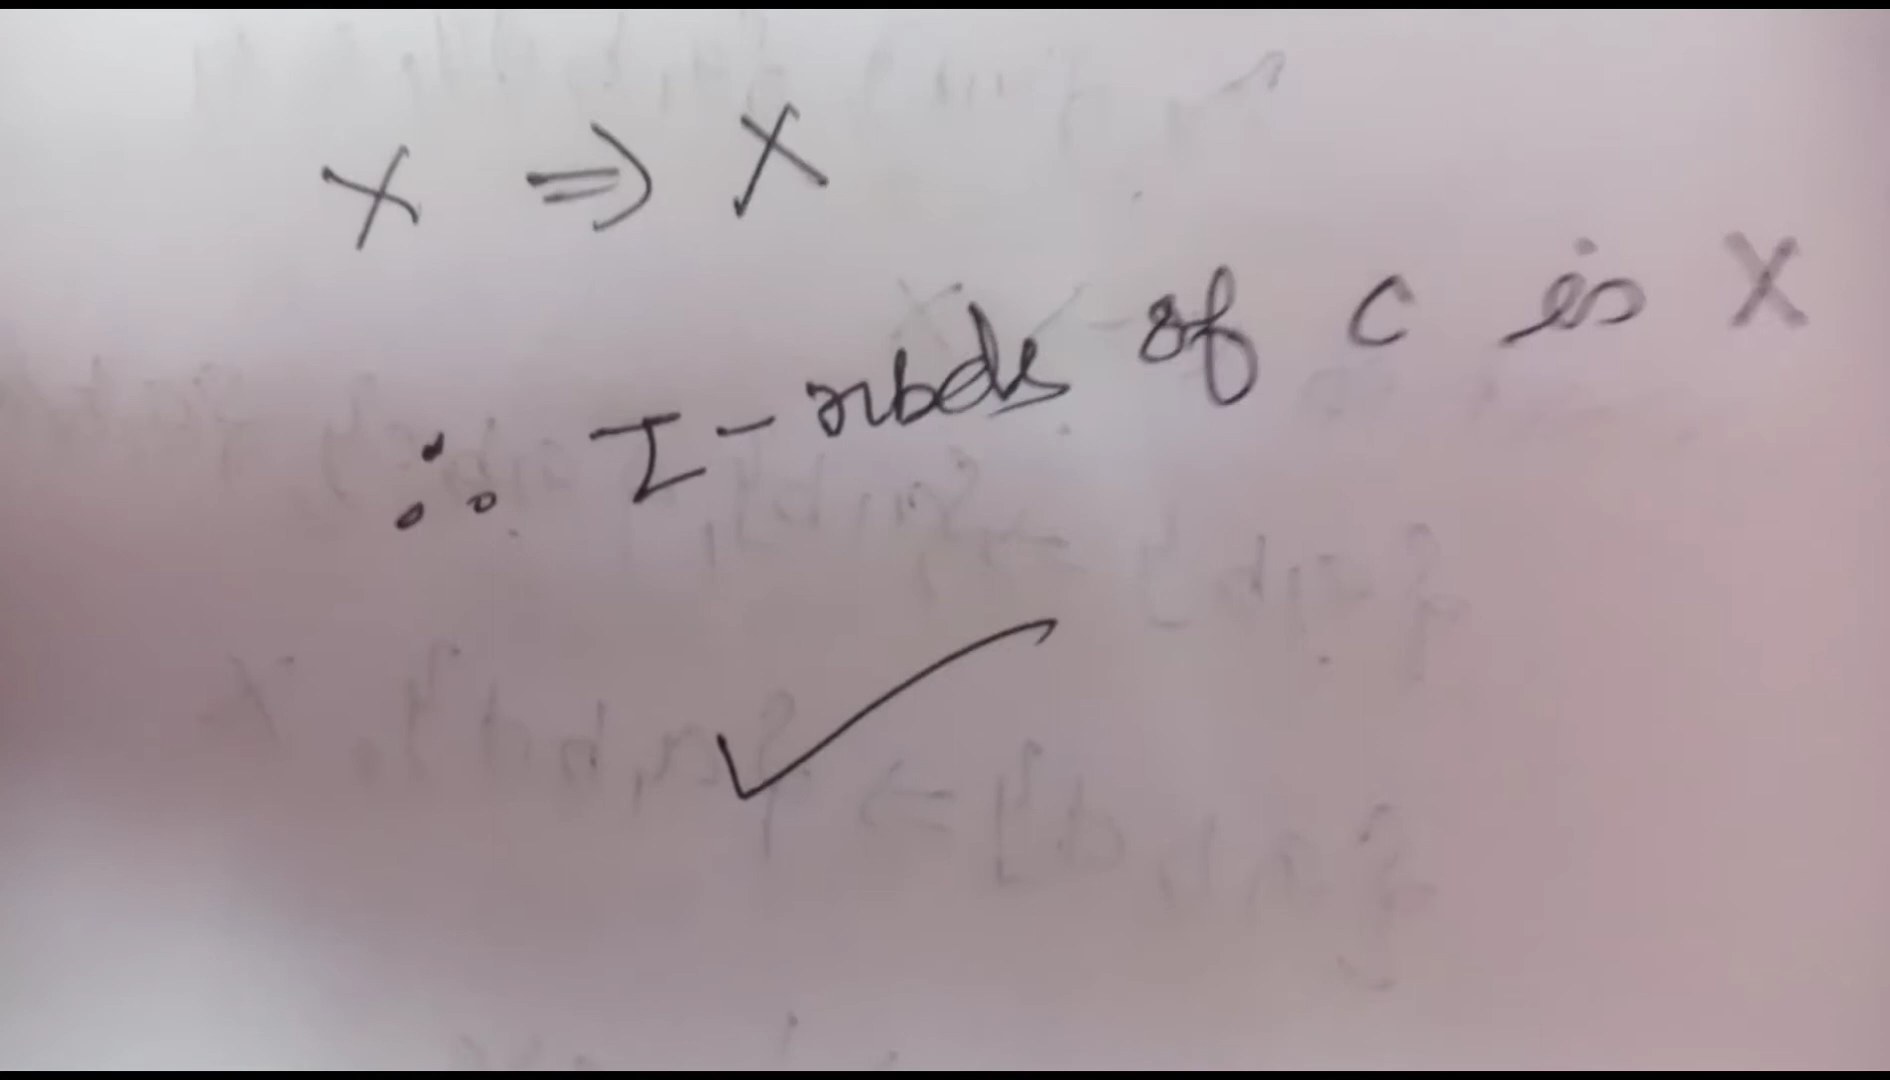 X ⇒ X
∴ I-nbds of c is X